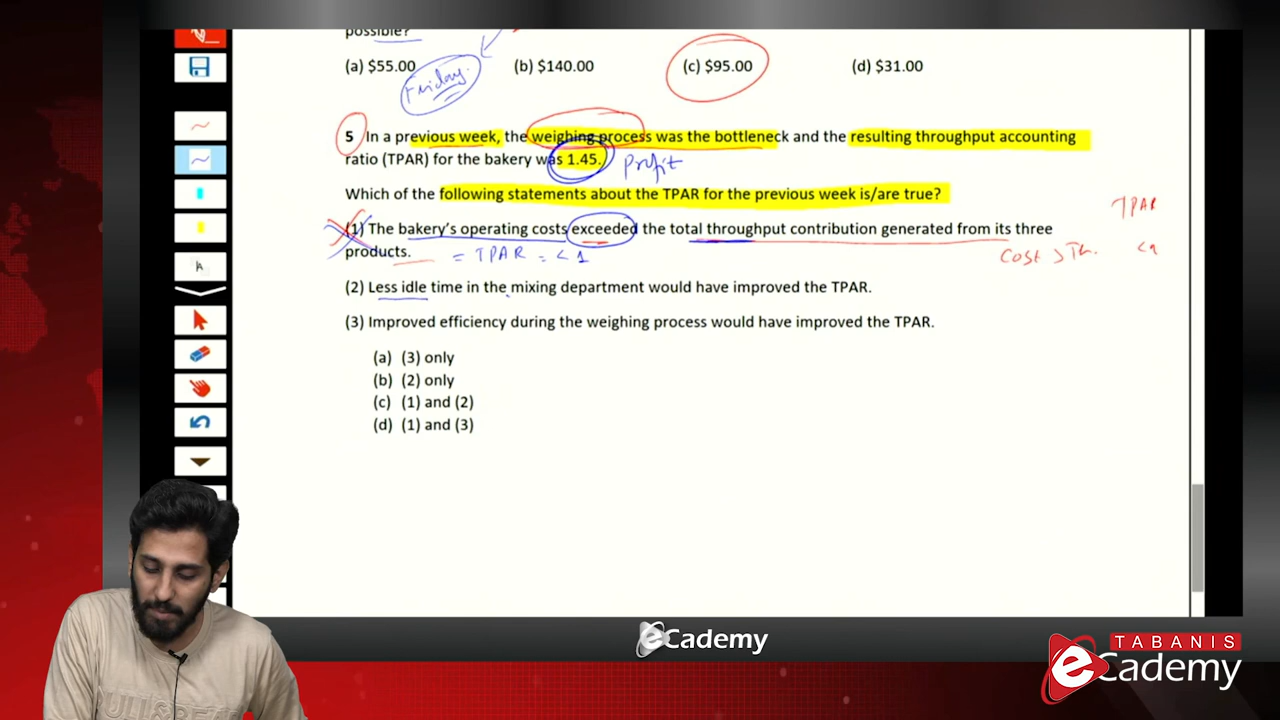 possible?
(a) $55.00 (b) $140.00 (c) $95.00 (d) $31.00
Friday.
5 In a previous week, the weighing process was the bottleneck and the resulting throughput accounting
ratio (TPAR) for the bakery was 1.45. Profit
Which of the following statements about the TPAR for the previous week is/are true?
TPAR
(1) The bakery's operating costs exceeded the total throughput contribution generated from its three
products. = TPAR = < 1 Cost > Th. <1
(2) Less idle time in the mixing department would have improved the TPAR.
(3) Improved efficiency during the weighing process would have improved the TPAR.
(a) (3) only
(b) (2) only
(c) (1) and (2)
(d) (1) and (3)
eCademy
TABANIS
eCademy